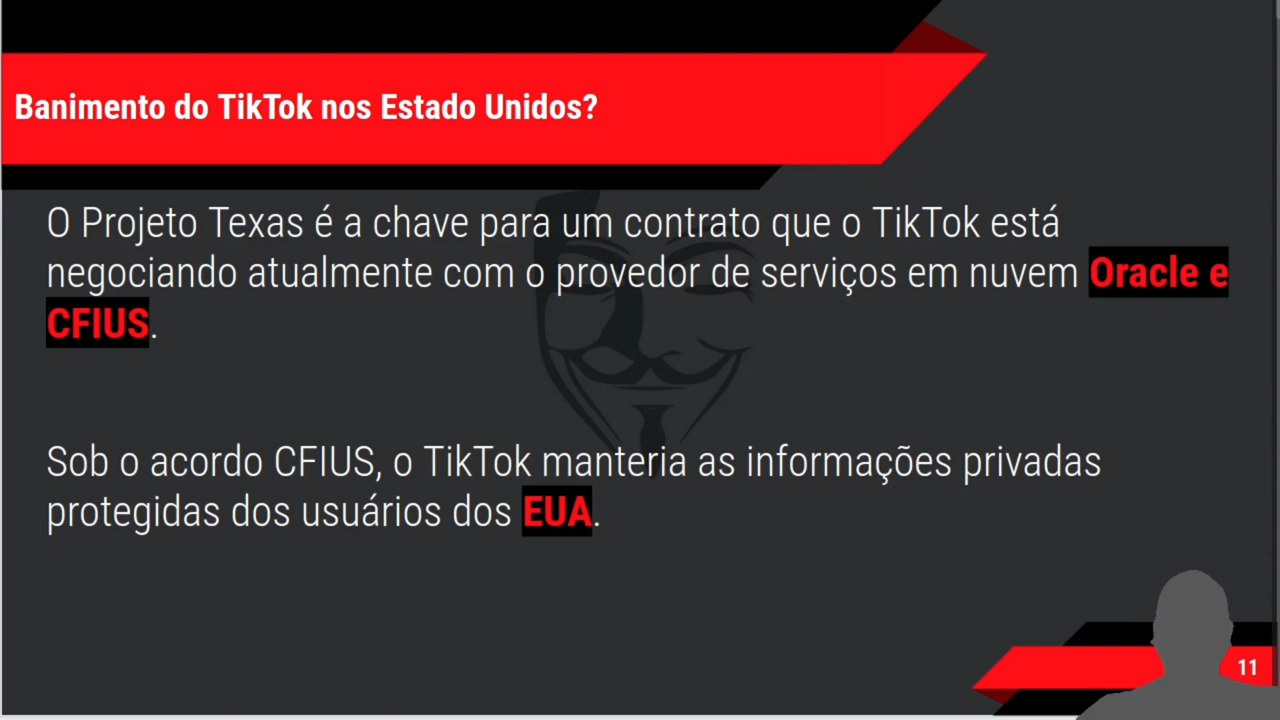 Banimento do TikTok nos Estado Unidos?
O Projeto Texas é a chave para um contrato que o TikTok está
negociando atualmente com o provedor de serviços em nuvem Oracle e
CFIUS.
Sob o acordo CFIUS, o TikTok manteria as informações privadas
protegidas dos usuários dos EUA.
11